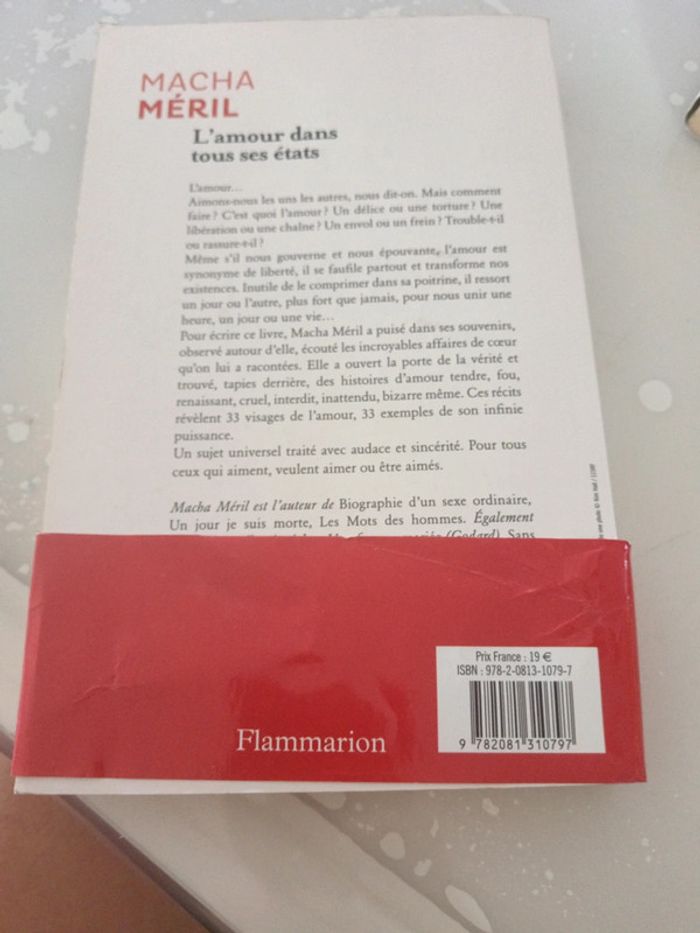 MACHA
MÉRIL
L'amour dans
tous ses états
L'amour...
Aimons-nous les uns les autres, nous dit-on. Mais comment
faire ? C'est quoi l'amour ? Un délice ou une torture ? Une
libération ou une chaîne ? Un envol ou un frein ? Trouble-t-il
ou rassure-t-il ?
Même s'il nous gouverne et nous épouvante, l'amour est
synonyme de liberté, il se faufile partout et transforme nos
existences. Inutile de le comprimer dans sa poitrine, il ressort
un jour ou l'autre, plus fort que jamais, pour nous unir une
heure, un jour ou une vie...
Pour écrire ce livre, Macha Méril a puisé dans ses souvenirs,
observé autour d'elle, écouté les incroyables affaires de cœur
qu'on lui a racontées. Elle a ouvert la porte de la vérité et
trouvé, tapies derrière, des histoires d'amour tendre, fou,
renaissant, cruel, interdit, inattendu, bizarre même. Ces récits
révèlent 33 visages de l'amour, 33 exemples de son infinie
puissance.
Un sujet universel traité avec audace et sincérité. Pour tous
ceux qui aiment, veulent aimer ou être aimés.
Macha Méril est l'auteur de Biographie d'un sexe ordinaire,
Un jour je suis morte, Les Mots des hommes. Également
(Godard), Sans
Prix France : 19 €
ISBN : 978-2-0813-1079-7
9 782081 310797
Flammarion